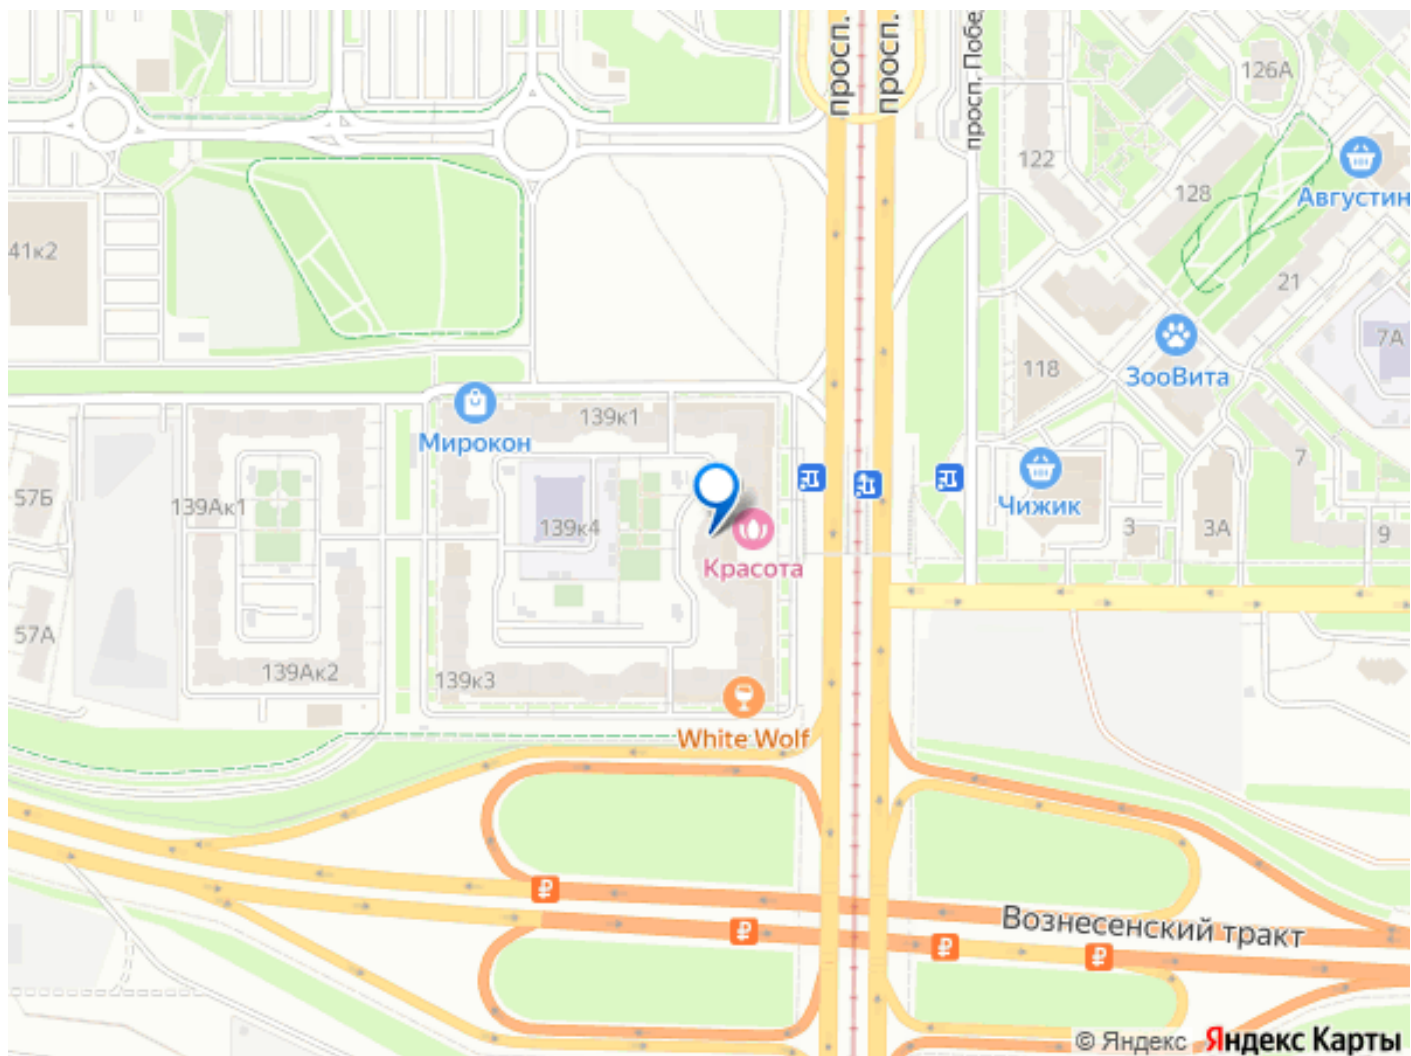 просп.
просп.
просп. Побе
126А
122
128
Августин
41к2
21
7А
118
ЗооВита
139к1
Мирокон
57Б
139Ак1
139к4
Чижик
7
3
3А
9
Красота
57А
139Ак2
139к3
White Wolf
Вознесенский тракт
© Яндекс Яндекс Карты